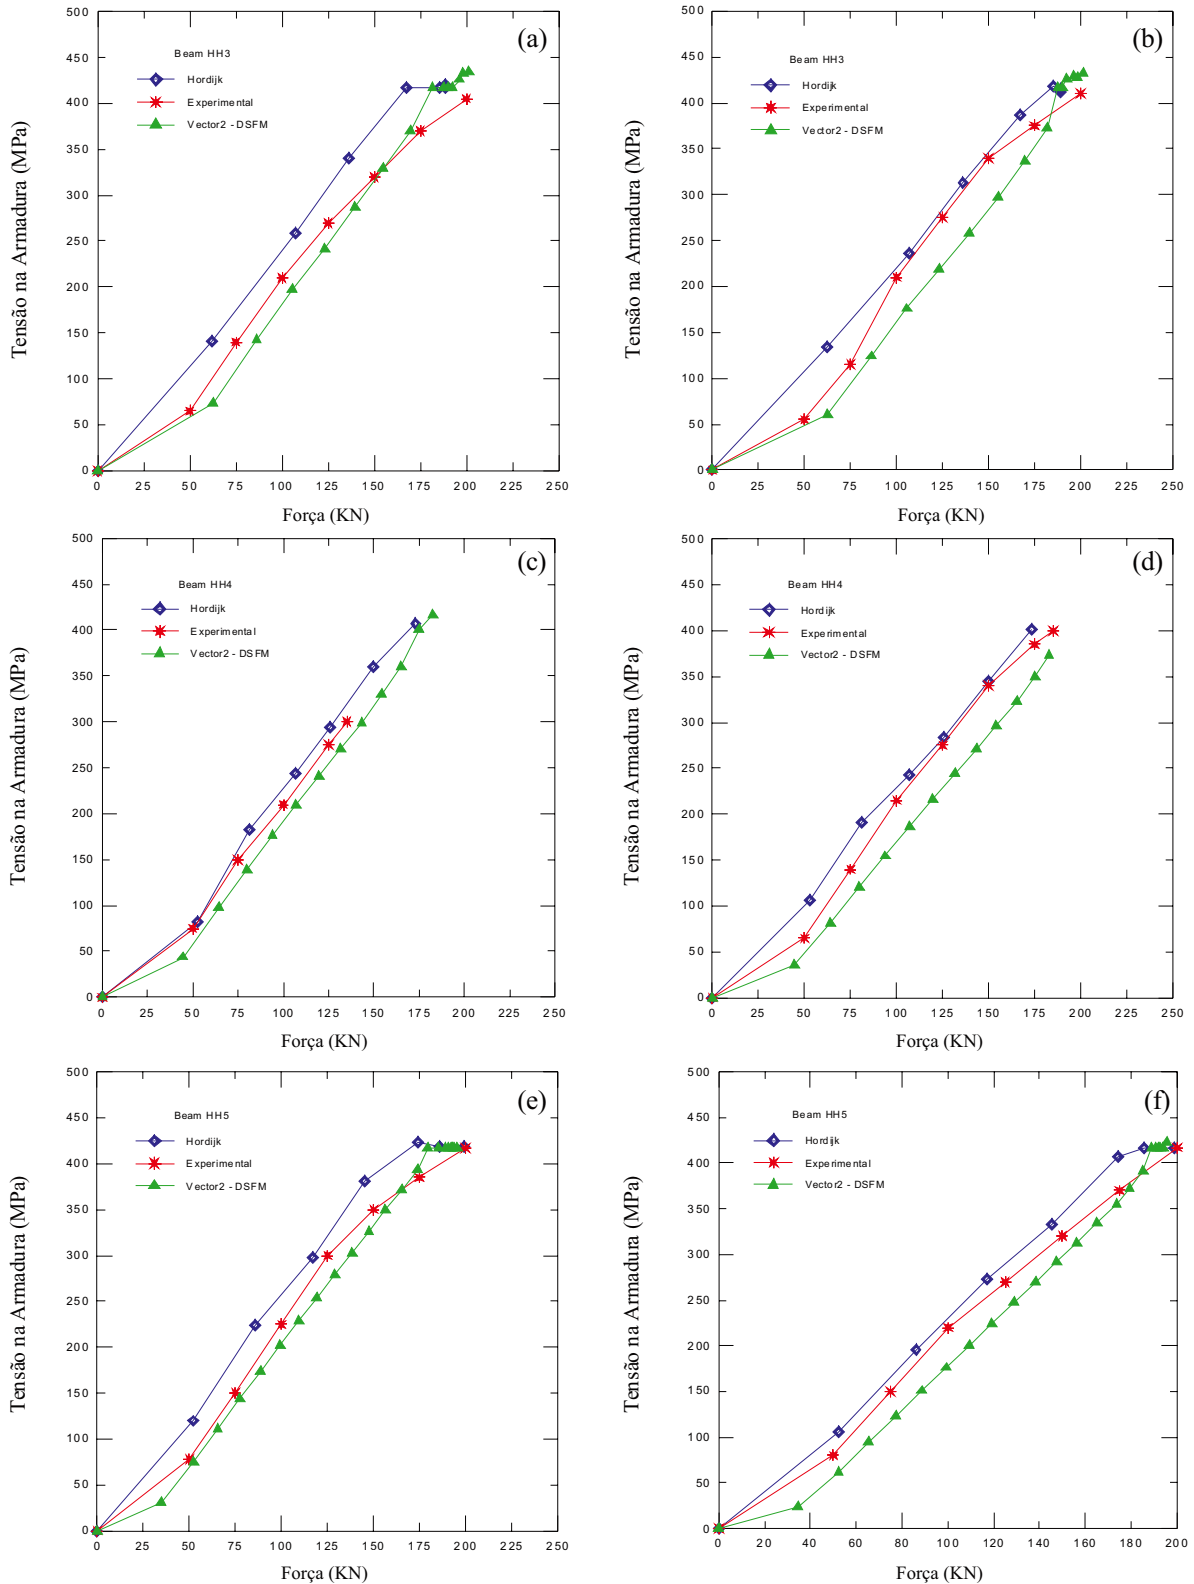 (a)
Beam HH3
Hordijk
Experimental
Vector2 - DSFM
500
450
400
350
300
250
200
150
100
50
0
0 25 50 75 100 125 150 175 200 225 250
Tensão na Armadura (MPa)
Força (KN)
(b)
Beam HH3
Hordijk
Experimental
Vector2 - DSFM
500
450
400
350
300
250
200
150
100
50
0
0 25 50 75 100 125 150 175 200 225 250
Tensão na Armadura (MPa)
Força (KN)
(c)
Beam HH4
Hordijk
Experimental
Vector2 - DSFM
500
450
400
350
300
250
200
150
100
50
0
0 25 50 75 100 125 150 175 200 225 250
Tensão na Armadura (MPa)
Força (KN)
(d)
Beam HH4
Hordijk
Experimental
Vector2 - DSFM
500
450
400
350
300
250
200
150
100
50
0
0 25 50 75 100 125 150 175 200 225 250
Tensão na Armadura (MPa)
Força (KN)
(e)
Beam HH5
Hordijk
Experimental
Vector2 - DSFM
500
450
400
350
300
250
200
150
100
50
0
0 25 50 75 100 125 150 175 200 225 250
Tensão na Armadura (MPa)
Força (KN)
(f)
Beam HH5
Hordijk
Experimental
Vector2 - DSFM
500
450
400
350
300
250
200
150
100
50
0
0 20 40 60 80 100 120 140 160 180 200
Tensão na Armadura (MPa)
Força (KN)